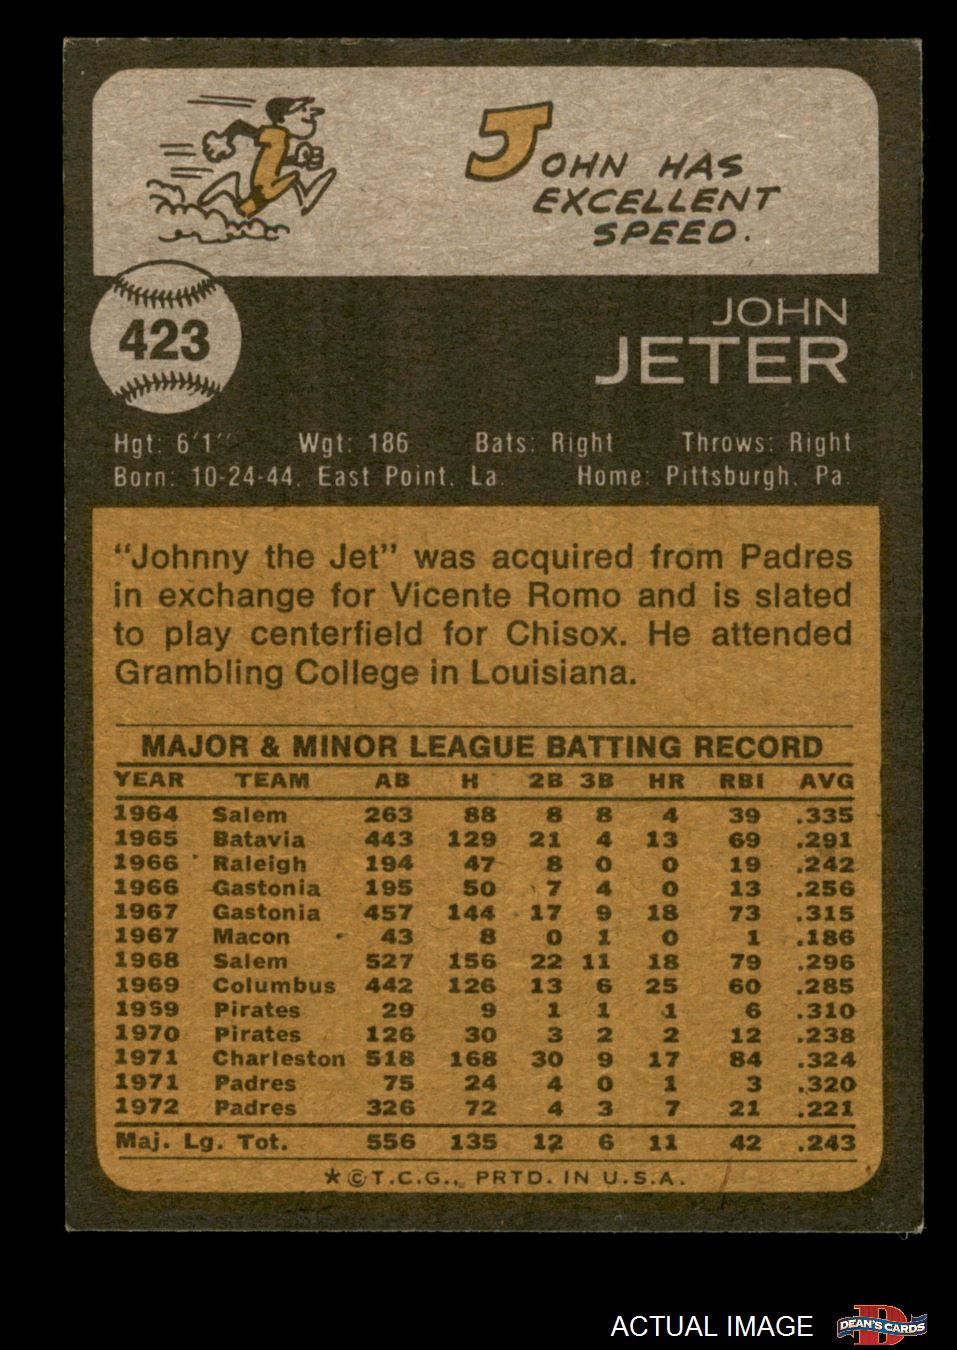 JOHN HAS
EXCELLENT
SPEED.
423
JOHN
JETER
Hgt: 6'1" Wgt: 186 Bats: Right Throws: Right
Born: 10-24-44, East Point, La. Home: Pittsburgh, Pa.
"Johnny the Jet" was acquired from Padres
in exchange for Vicente Romo and is slated
to play centerfield for Chisox. He attended
Grambling College in Louisiana.
MAJOR & MINOR LEAGUE BATTING RECORD
YEAR TEAM AB H 2B 3B HR RBI AVG
1964 Salem 263 88 8 8 4 39 .335
1965 Batavia 443 129 21 4 13 69 .291
1966 Raleigh 194 47 8 0 0 19 .242
1966 Gastonia 195 50 7 4 0 13 .256
1967 Gastonia 457 144 17 9 18 73 .315
1967 Macon 43 8 0 1 0 1 .186
1968 Salem 527 156 22 11 18 79 .296
1969 Columbus 442 126 13 6 25 60 .285
1959 Pirates 29 9 1 1 1 6 .310
1970 Pirates 126 30 3 2 2 12 .238
1971 Charleston 518 168 30 9 17 84 .324
1971 Padres 75 24 4 0 1 3 .320
1972 Padres 326 72 4 3 7 21 .221
Maj. Lg. Tot. 556 135 12 6 11 42 .243
*©T.C.G., PRTD. IN U.S.A.
ACTUAL IMAGE
D
DEAN'S CARDS